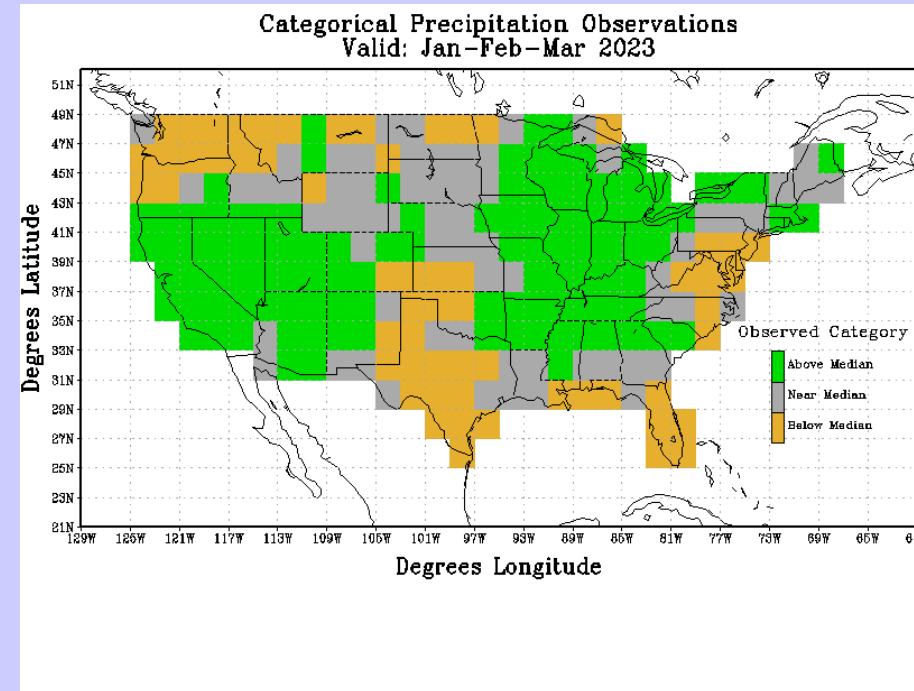 Categorical Precipitation Observations
Valid: Jan-Feb-Mar 2023
51N
49N
47N
45N
43N
41N
39N
37N
35N
33N
31N
29N
27N
25N
23N
21N
Degrees Latitude
Observed Category
Above Median
Near Median
Below Median
129W 125W 121W 117W 113W 109W 105W 101W 97W 93W 89W 85W 81W 77W 73W 69W 65W 6
Degrees Longitude